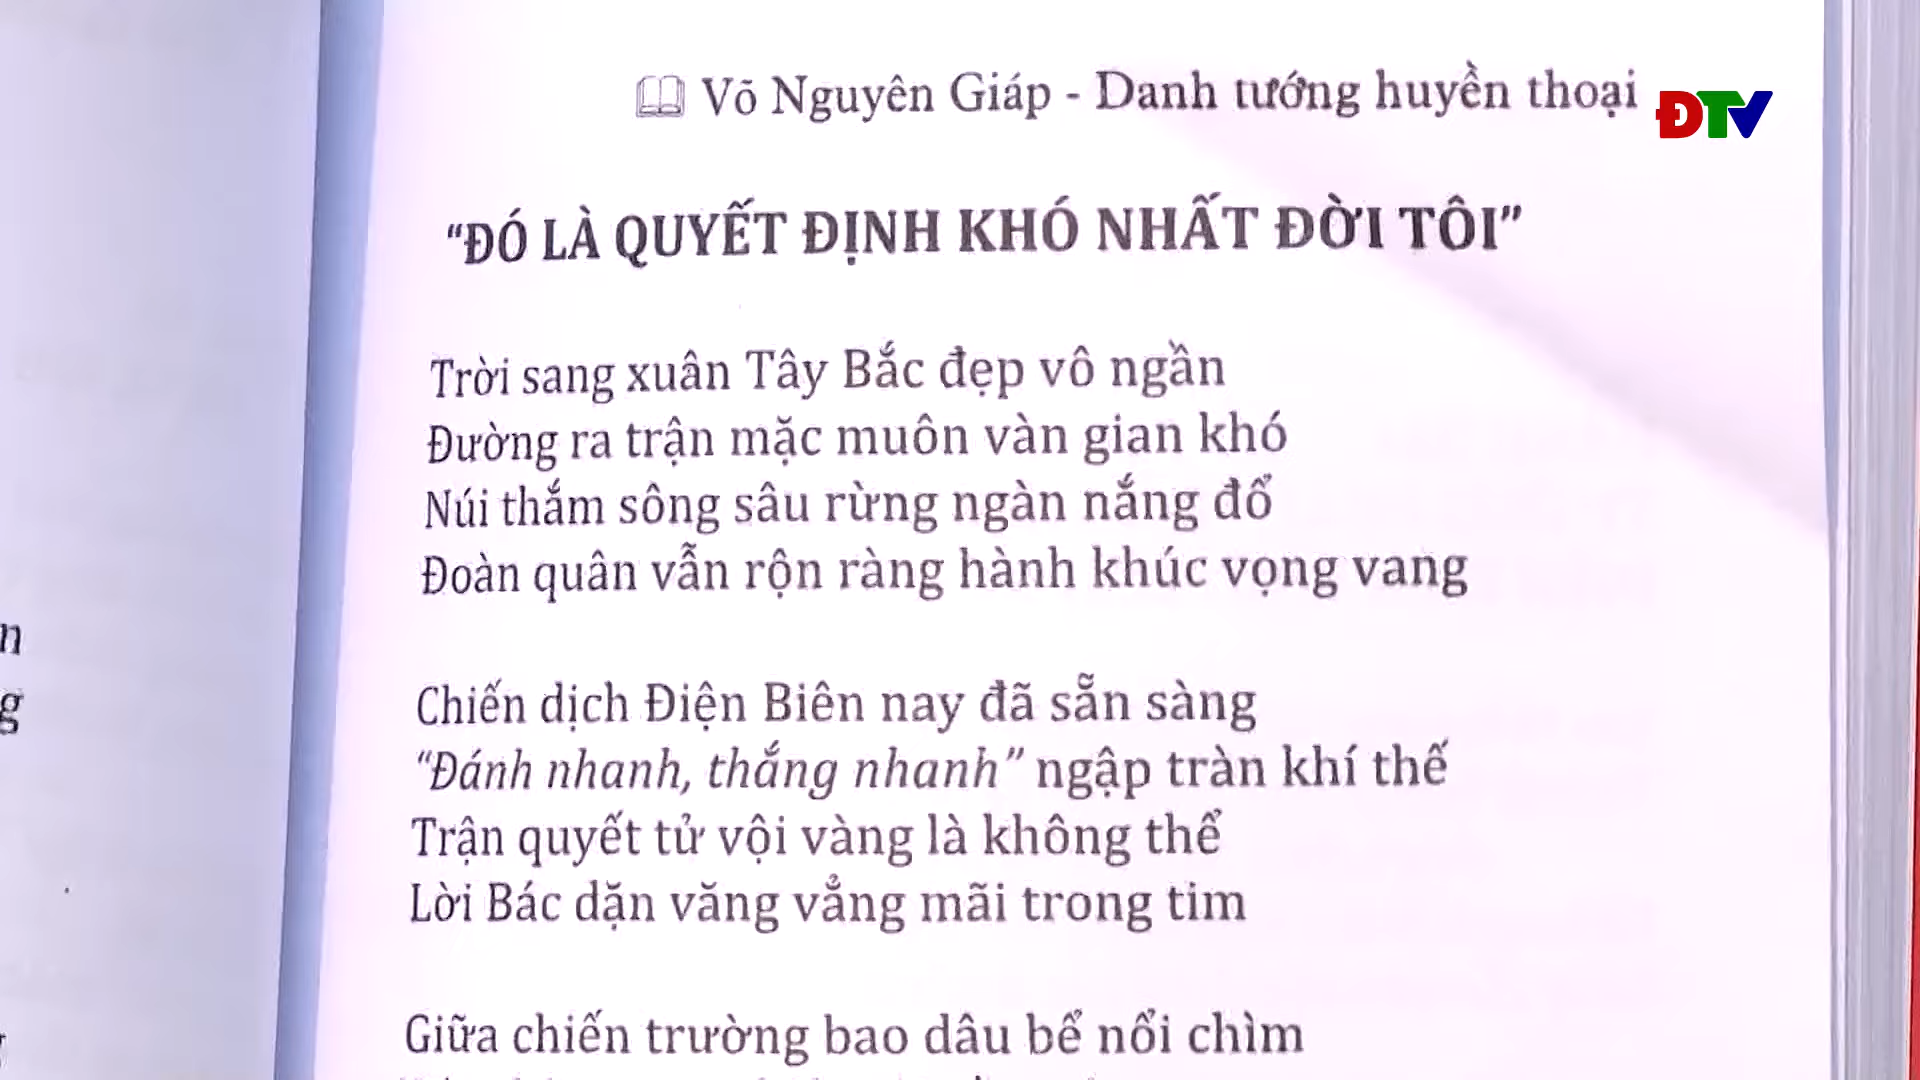 Võ Nguyên Giáp - Danh tướng huyền thoại
ĐTV
“ĐÓ LÀ QUYẾT ĐỊNH KHÓ NHẤT ĐỜI TÔI”
Trời sang xuân Tây Bắc đẹp vô ngần
Đường ra trận mặc muôn vàn gian khó
Núi thắm sông sâu rừng ngàn nắng đổ
Đoàn quân vẫn rộn ràng hành khúc vọng vang
Chiến dịch Điện Biên nay đã sẵn sàng
“Đánh nhanh, thắng nhanh” ngập tràn khí thế
Trận quyết tử vội vàng là không thể
Lời Bác dặn văng vẳng mãi trong tim
Giữa chiến trường bao dâu bể nổi chìm